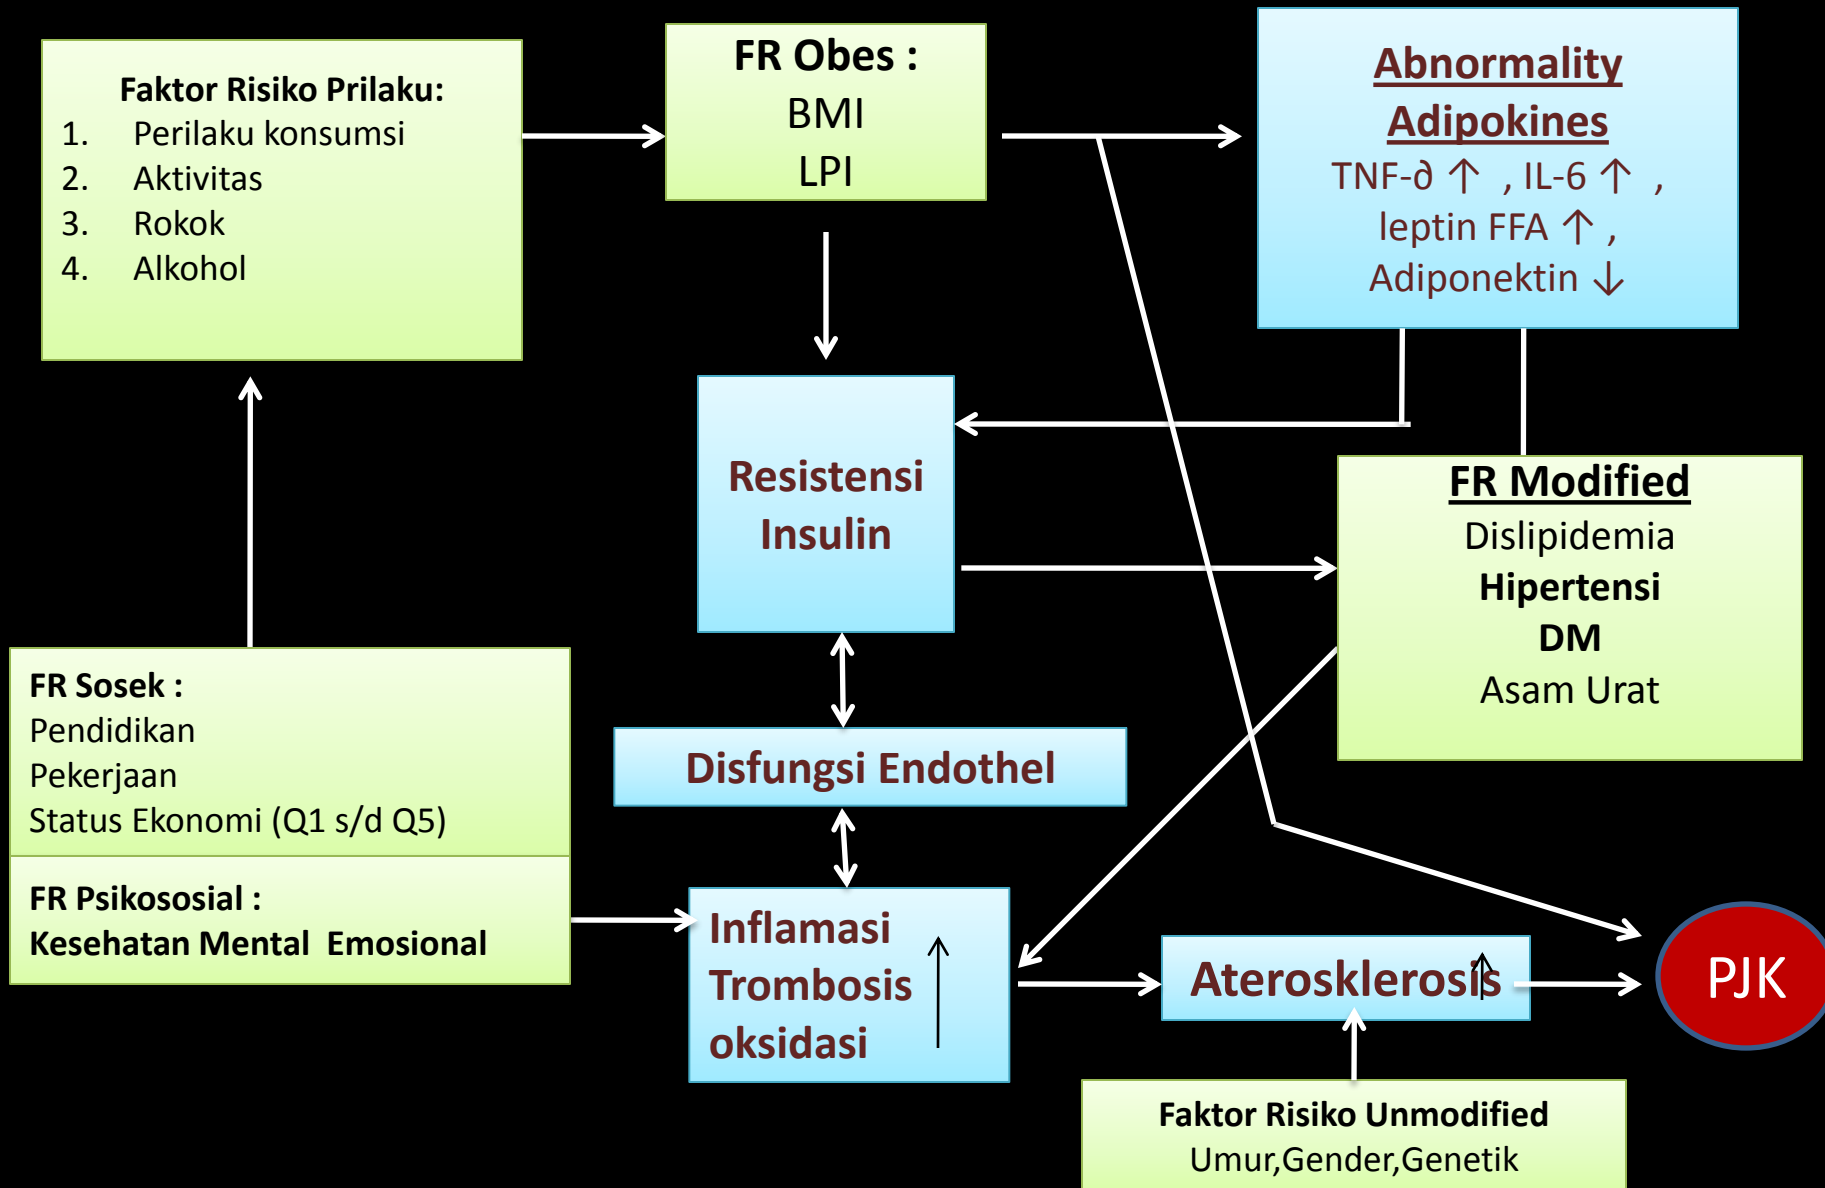 Faktor Risiko Prilaku:
1. Perilaku konsumsi
2. Aktivitas
3. Rokok
4. Alkohol
FR Obes :
BMI
LPI
Abnormality
Adipokines
TNF-∂ ↑ , IL-6 ↑ ,
leptin FFA ↑ ,
Adiponektin ↓
Resistensi
Insulin
FR Modified
Dislipidemia
Hipertensi
DM
Asam Urat
FR Sosek :
Pendidikan
Pekerjaan
Status Ekonomi (Q1 s/d Q5)
FR Psikososial :
Kesehatan Mental Emosional
Disfungsi Endothel
Inflamasi
Trombosis
oksidasi
Aterosklerosis
PJK
Faktor Risiko Unmodified
Umur,Gender,Genetik